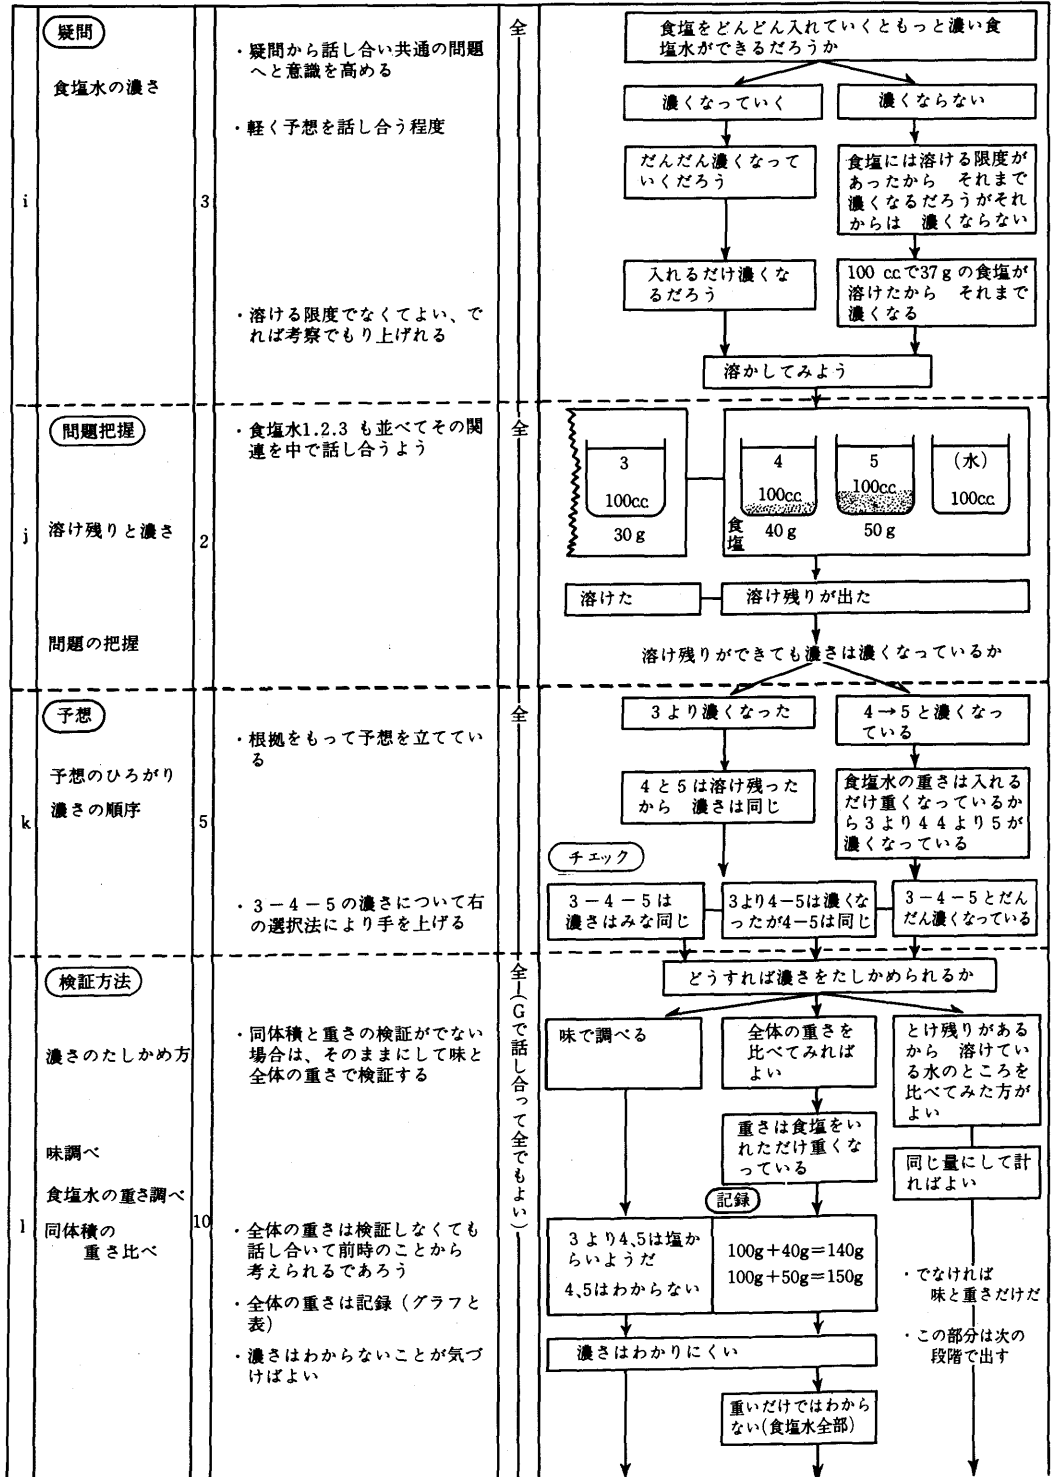 疑問
食塩水の濃さ
i
3
・疑問から話し合い共通の問題
へと意識を高める
・軽く予想を話し合う程度
・溶ける限度でなくてよい、で
れば考察でもり上げれる
全
食塩をどんどん入れていくともっと濃い食
塩水ができるだろうか
濃くなっていく
濃くならない
だんだん濃くなって
いくだろう
食塩には溶ける限度が
あったから それまで
濃くなるだろうがそれ
からは 濃くならない
入れるだけ濃くな
るだろう
100 ccで37gの食塩が
溶けたから それまで
濃くなる
溶かしてみよう
問題把握
溶け残りと濃さ
問題の把握
j
2
・食塩水1.2.3 も並べてその関
連を中で話し合うよう
全
3
100cc
30g
4
100cc
食塩
40g
5
100cc
50g
(水)
100cc
溶けた
溶け残りが出た
溶け残りができても濃さは濃くなっているか
予想
予想のひろがり
濃さの順序
k
5
・根拠をもって予想を立ててい
る
・3－4－5の濃さについて右
の選択法により手を上げる
全
3より濃くなった
4→5と濃くなっ
ている
4と5は溶け残った
から 濃さは同じ
食塩水の重さは入れる
だけ重くなっているか
ら3より4 4より5が
濃くなっている
チェック
3－4－5は
濃さはみな同じ
3より4－5は濃くな
ったが4－5は同じ
3－4－5とだん
だん濃くなっている
検証方法
濃さのたしかめ方
味調べ
食塩水の重さ調べ
同体積の
重さ比べ
l
10
・同体積と重さの検証がでない
場合は、そのままにして味と
全体の重さで検証する
・全体の重さは検証しなくても
話し合いて前時のことから
考えられるであろう
・全体の重さは記録（グラフと
表）
・濃さはわからないことが気づ
けばよい
全（Gで話し合って全でもよい）
どうすれば濃さをたしかめられるか
味で調べる
全体の重さを
比べてみれば
よい
とけ残りがある
から 溶けてい
る水のところを
比べてみた方が
よい
重さは食塩をい
れただけ重くな
っている
同じ量にして計
ればよい
記録
3より4、5は塩か
らいようだ
4、5はわからない
100g＋40g＝140g
100g＋50g＝150g
・でなければ
味と重さだけだ
・この部分は次の
段階で出す
濃さはわかりにくい
重いだけではわから
ない(食塩水全部)